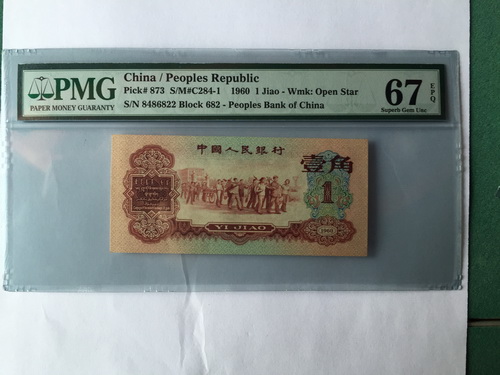 PMG
PAPER MONEY GUARANTY
China / Peoples Republic
Pick# 873 S/M#C284-1 1960 1 Jiao - Wmk: Open Star
S/N 8486822 Block 682 - Peoples Bank of China
67 EPQ
Superb Gem Unc
中國人民銀行
壹角
1
YI JIAO
1960